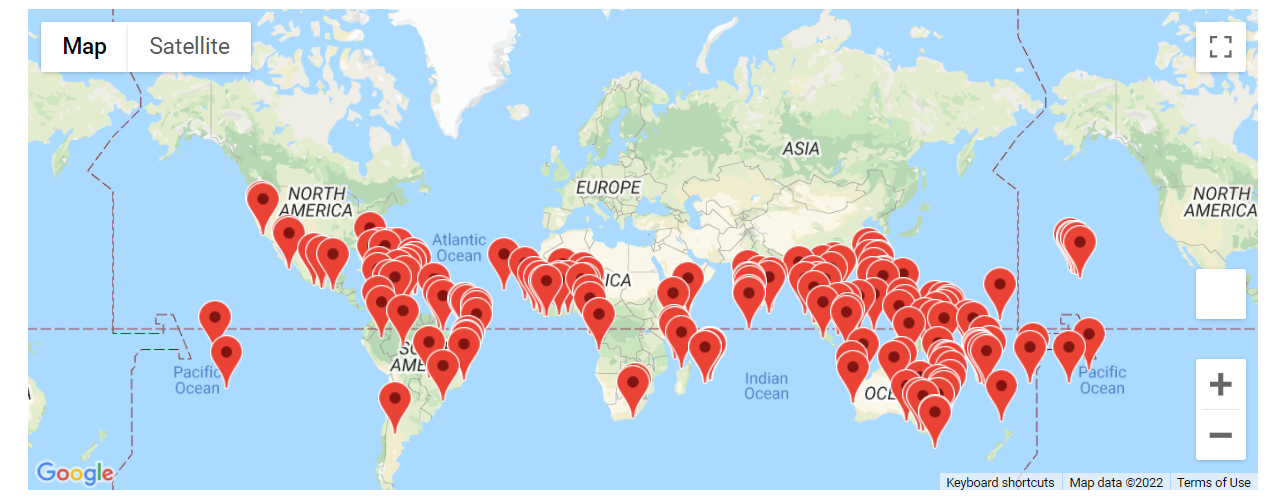 Map
Satellite
ASIA
NORTH
AMERICA
EUROPE
NORTH
AMERICA
Atlantic
Ocean
ICA
SO
AME
Pacific
Ocean
Indian
Ocean
OCE
Pacific
Ocean
A
Google
Keyboard shortcuts
Map data ©2022
Terms of Use